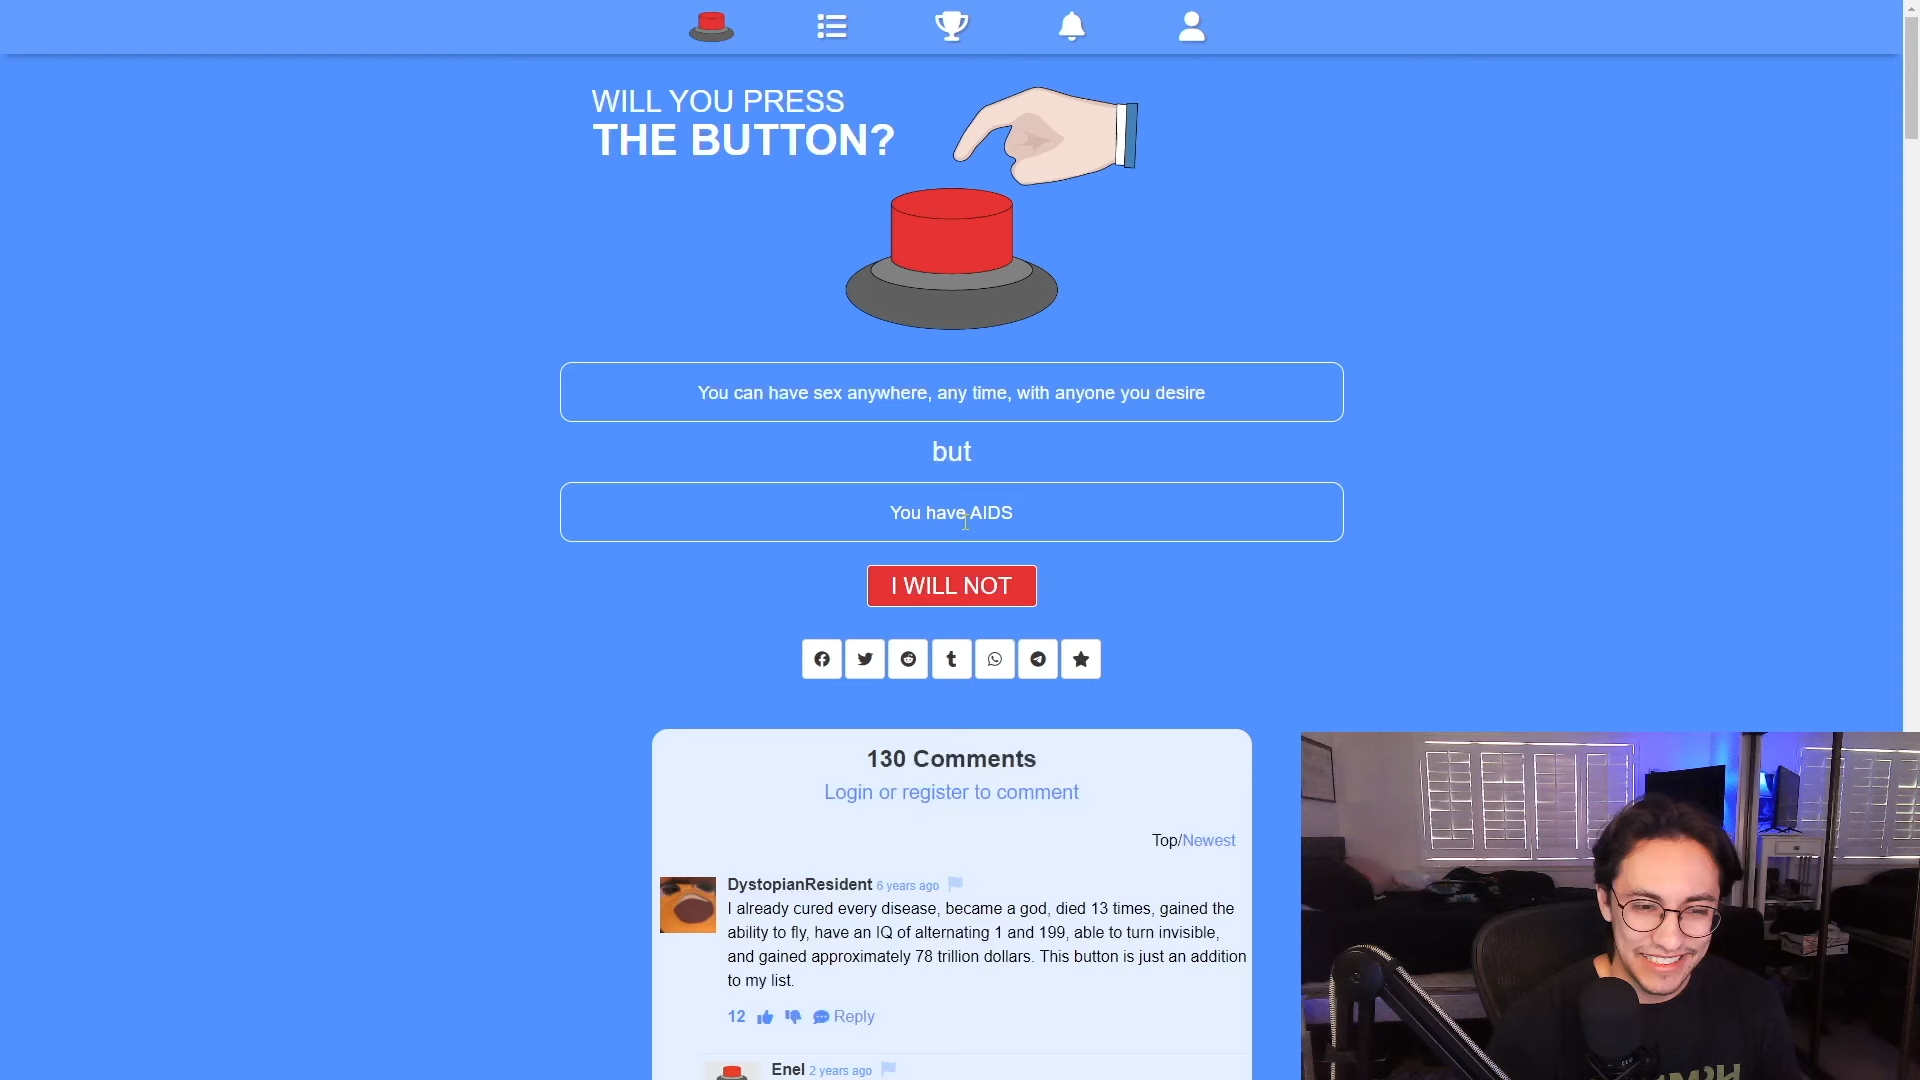 WILL YOU PRESS
THE BUTTON?
You can have sex anywhere, any time, with anyone you desire
but
You have AIDS
I WILL NOT
130 Comments
Login or register to comment
Top/Newest
DystopianResident 6 years ago
I already cured every disease, became a god, died 13 times, gained the
ability to fly, have an IQ of alternating 1 and 199, able to turn invisible,
and gained approximately 78 trillion dollars. This button is just an addition
to my list.
12 Reply
Enel 2 years ago